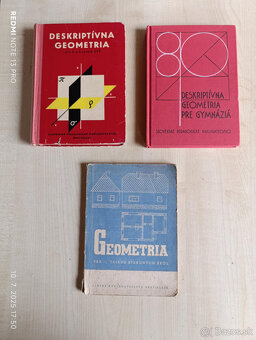 DESKRIPTÍVNA
GEOMETRIA
π
ρ
σ
DESKRIPTÍVNA
GEOMETRIA
PRE GYMNÁZIÁ
SLOVENSKÉ PEDAGOGICKÉ NAKLADATEĽSTVO
GEOMETRIA
REDMI NOTE 13 PRO
10. 7. 2025 17:50
bazos.sk